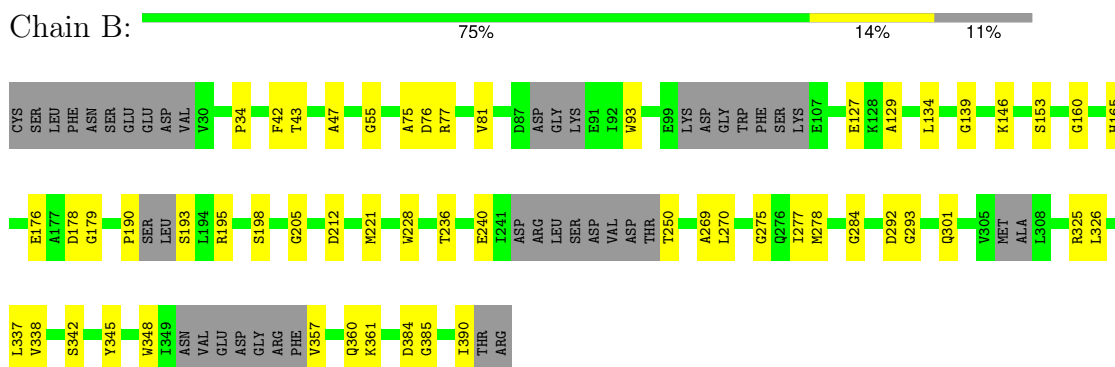 Chain B:
75% 14% 11%
CYS SER LEU PHE ASN SER GLU GLU ASP VAL V30 P34 F42 T43 A47 G55 A75 D76 R77 V81 D87 ASP GLY LYS E91 I92 W93 E99 LYS ASP GLY TRP PHE SER LYS E107 E127 K128 A129 L134 G139 K146 S153 G160
E176 A177 D178 G179 P190 SER LEU S193 L194 R195 S198 G205 D212 M221 W228 T236 E240 I241 ASP ARG LEU SER ASP VAL ASP THR T250 A269 L270 G275 Q276 I277 M278 G284 D292 G293 Q301 V305 MET ALA L308 R325 L326
L337 V338 S342 Y345 W348 I349 ASN VAL GLU ASP GLY ARG PHE V357 Q360 K361 D384 G385 I390 THR ARG